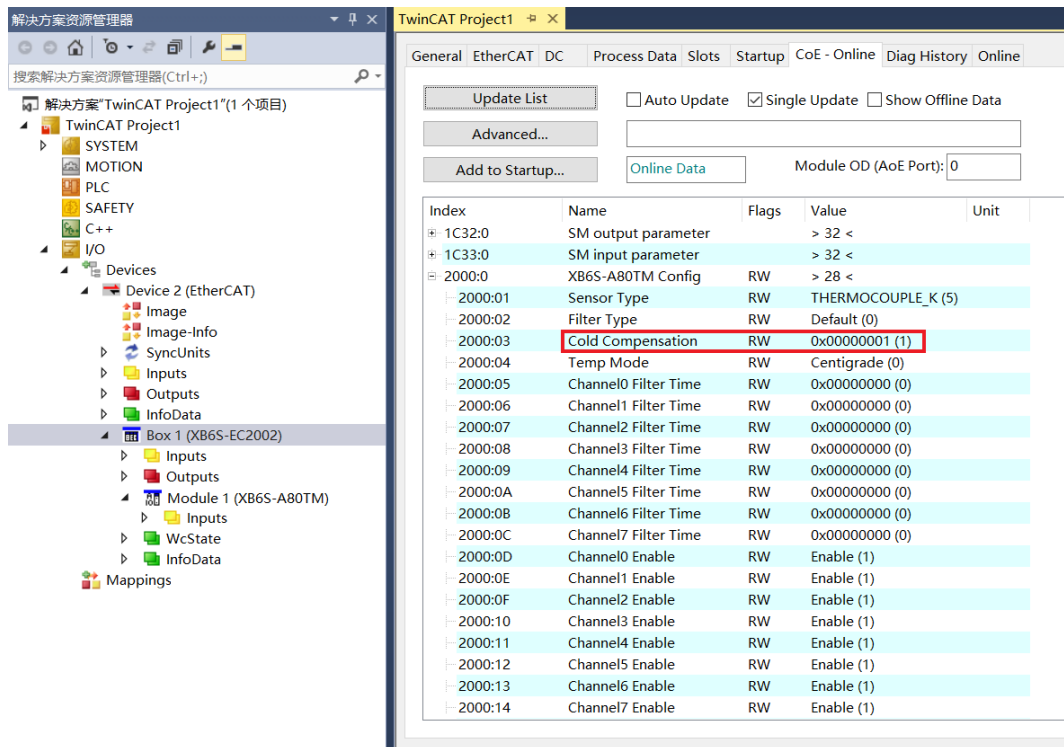 解决方案资源管理器
搜索解决方案资源管理器(Ctrl+;)
解决方案"TwinCAT Project1"(1 个项目)
TwinCAT Project1
SYSTEM
MOTION
PLC
SAFETY
C++
I/O
Devices
Device 2 (EtherCAT)
Image
Image-Info
SyncUnits
Inputs
Outputs
InfoData
Box 1 (XB6S-EC2002)
Inputs
Outputs
Module 1 (XB6S-A80TM)
Inputs
WcState
InfoData
Mappings
TwinCAT Project1
General EtherCAT DC Process Data Slots Startup CoE - Online Diag History Online
Update List Auto Update Single Update Show Offline Data
Advanced...
Add to Startup... Online Data Module OD (AoE Port): 0
Index Name Flags Value Unit
1C32:0 SM output parameter > 32 <
1C33:0 SM input parameter > 32 <
2000:0 XB6S-A80TM Config RW > 28 <
2000:01 Sensor Type RW THERMOCOUPLE_K (5)
2000:02 Filter Type RW Default (0)
2000:03 Cold Compensation RW 0x00000001 (1)
2000:04 Temp Mode RW Centigrade (0)
2000:05 Channel0 Filter Time RW 0x00000000 (0)
2000:06 Channel1 Filter Time RW 0x00000000 (0)
2000:07 Channel2 Filter Time RW 0x00000000 (0)
2000:08 Channel3 Filter Time RW 0x00000000 (0)
2000:09 Channel4 Filter Time RW 0x00000000 (0)
2000:0A Channel5 Filter Time RW 0x00000000 (0)
2000:0B Channel6 Filter Time RW 0x00000000 (0)
2000:0C Channel7 Filter Time RW 0x00000000 (0)
2000:0D Channel0 Enable RW Enable (1)
2000:0E Channel1 Enable RW Enable (1)
2000:0F Channel2 Enable RW Enable (1)
2000:10 Channel3 Enable RW Enable (1)
2000:11 Channel4 Enable RW Enable (1)
2000:12 Channel5 Enable RW Enable (1)
2000:13 Channel6 Enable RW Enable (1)
2000:14 Channel7 Enable RW Enable (1)